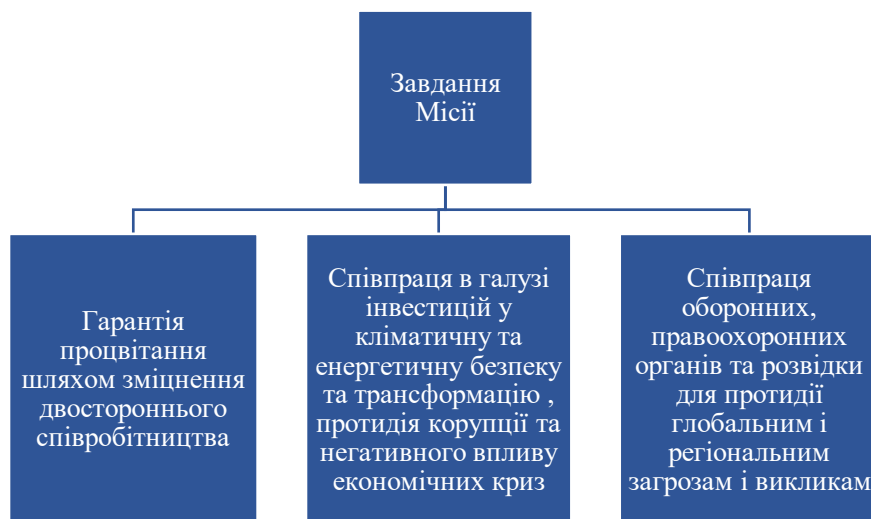 Завдання
Місії
Гарантія
процвітання
шляхом зміцнення
двостороннього
співробітництва
Співпраця в галузі
інвестицій у
кліматичну та
енергетичну безпеку
та трансформацію ,
протидія корупції та
негативного впливу
економічних криз
Співпраця
оборонних,
правоохоронних
органів та розвідки
для протидії
глобальним і
регіональним
загрозам і викликам